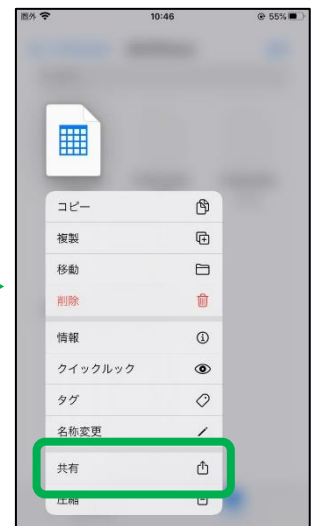 圏外 10:46 55%
コピー
複製
移動
削除
情報
クイックルック
タグ
名称変更
共有
圧縮